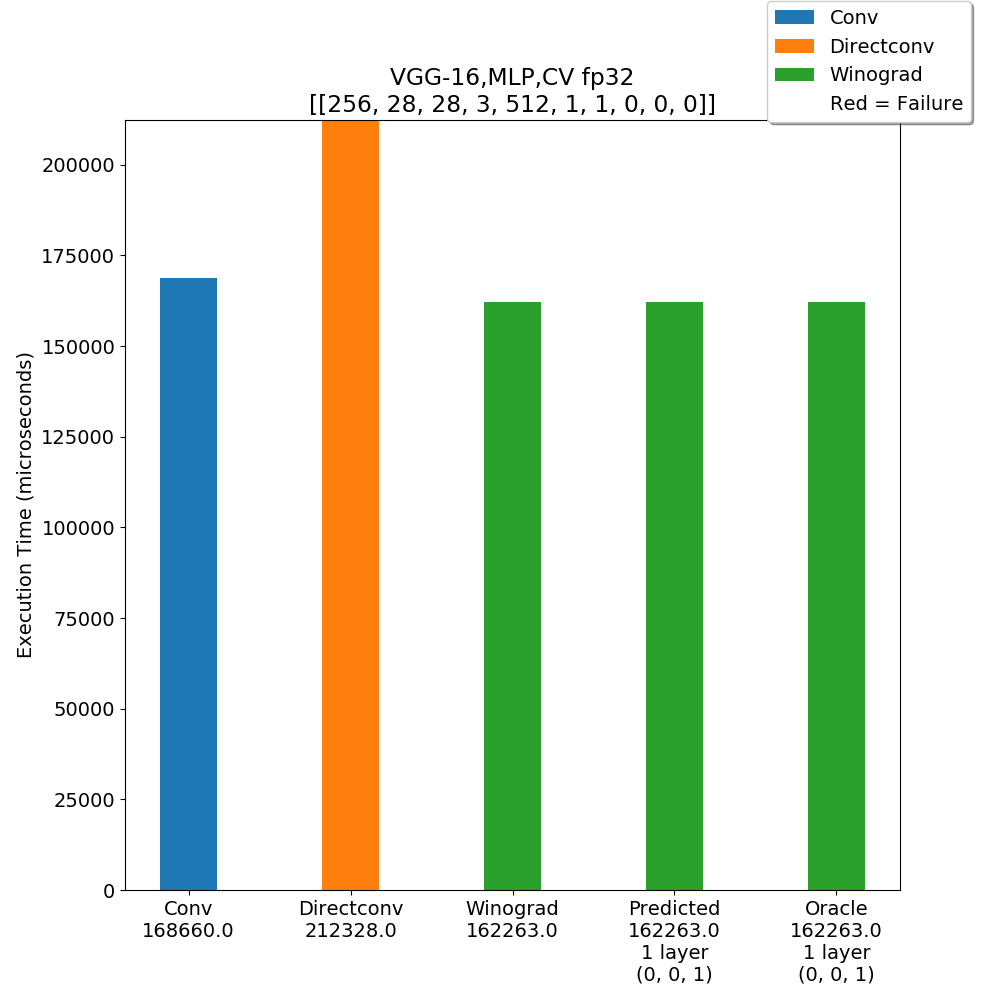 Conv
Directconv
Winograd
Red = Failure
VGG-16,MLP,CV fp32
[[256, 28, 28, 3, 512, 1, 1, 0, 0, 0]]
Execution Time (microseconds)
200000
175000
150000
125000
100000
75000
50000
25000
0
Conv
168660.0
Directconv
212328.0
Winograd
162263.0
Predicted
162263.0
1 layer
(0, 0, 1)
Oracle
162263.0
1 layer
(0, 0, 1)